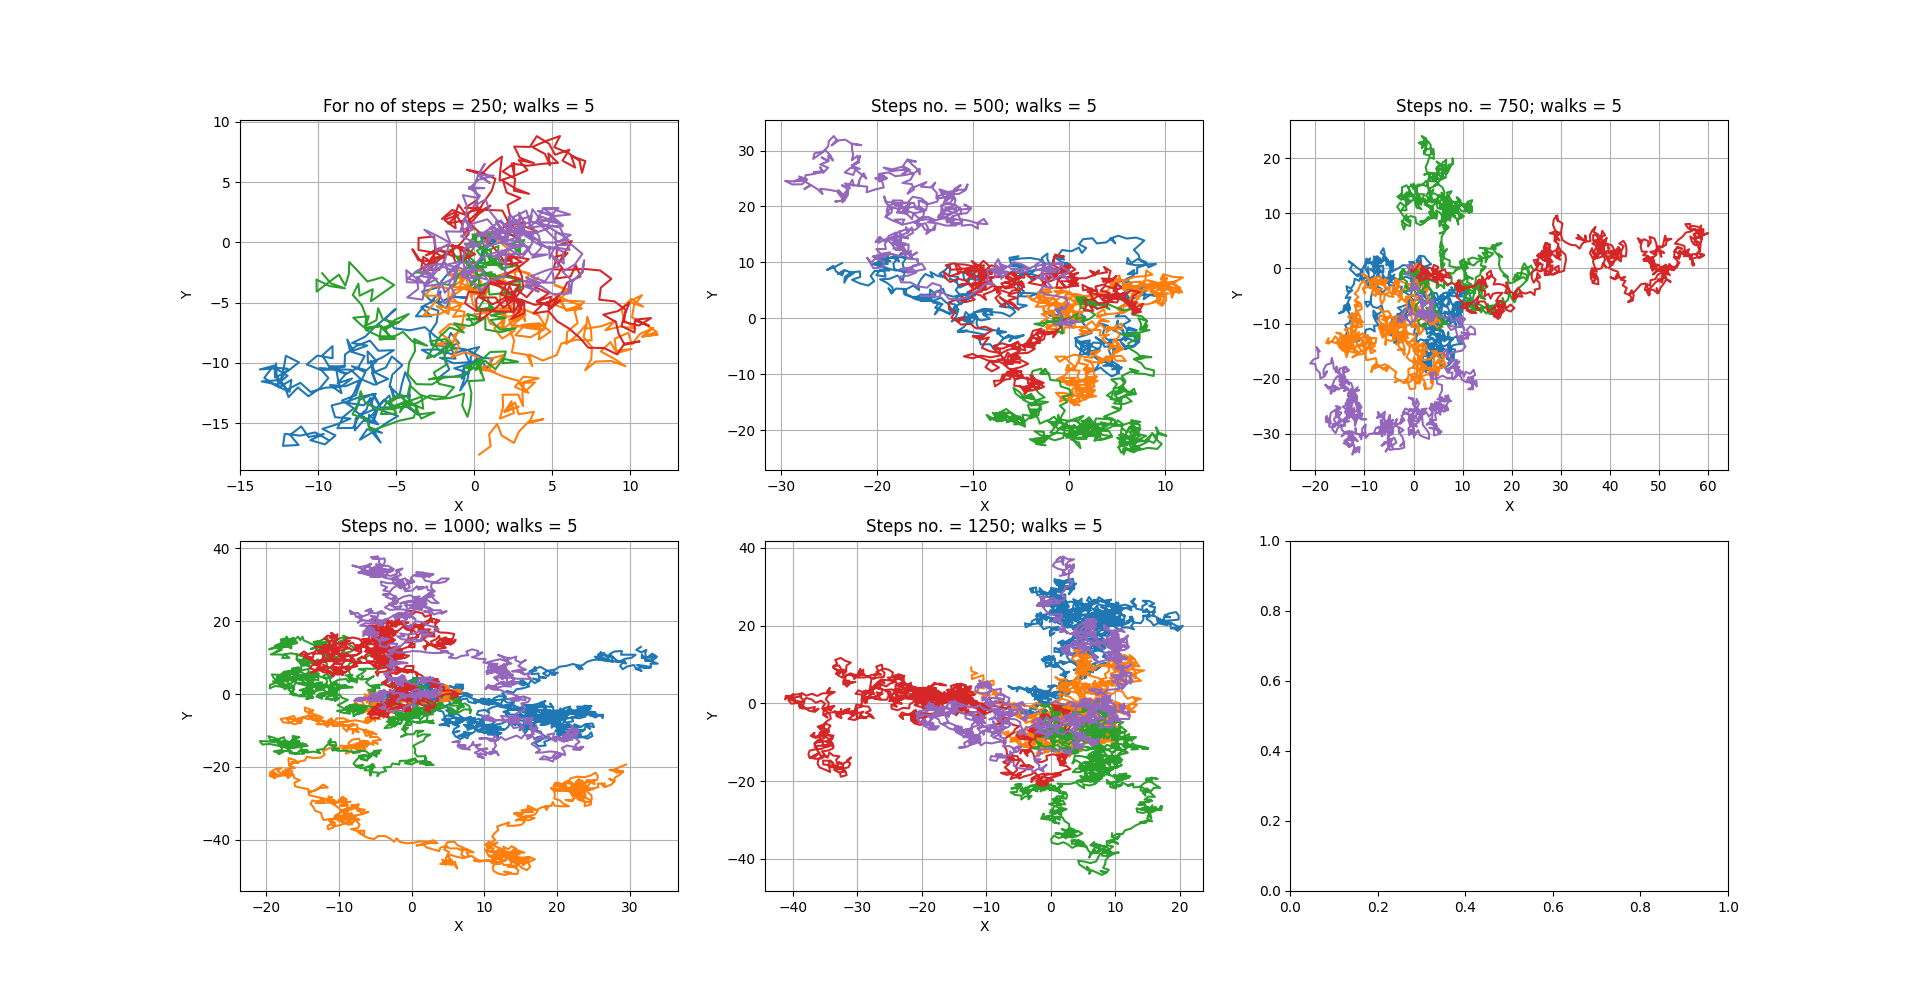 For no of steps = 250; walks = 5
10
5
0
−5
−10
−15
Y
−15 −10 −5 0 5 10
X
Steps no. = 500; walks = 5
30
20
10
0
−10
−20
Y
−30 −20 −10 0 10
X
Steps no. = 750; walks = 5
20
10
0
−10
−20
−30
Y
−20 −10 0 10 20 30 40 50 60
X
Steps no. = 1000; walks = 5
40
20
0
−20
−40
Y
−20 −10 0 10 20 30
X
Steps no. = 1250; walks = 5
40
20
0
−20
−40
Y
−40 −30 −20 −10 0 10 20
X
1.0
0.8
0.6
0.4
0.2
0.0
0.0 0.2 0.4 0.6 0.8 1.0